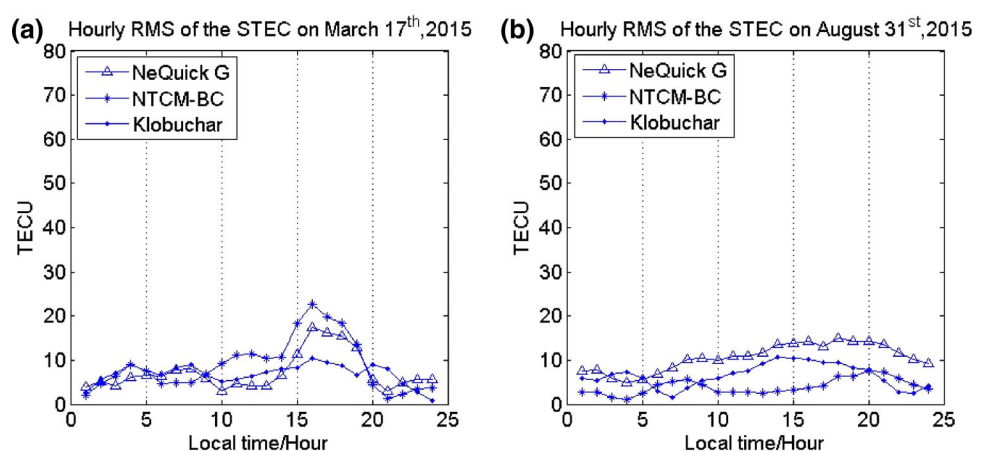 (a) Hourly RMS of the STEC on March 17th,2015
80
70
60
50
40
30
20
10
0
TECU
NeQuick G
NTCM-BC
Klobuchar
0 5 10 15 20 25
Local time/Hour
(b) Hourly RMS of the STEC on August 31st,2015
80
70
60
50
40
30
20
10
0
TECU
NeQuick G
NTCM-BC
Klobuchar
0 5 10 15 20 25
Local time/Hour